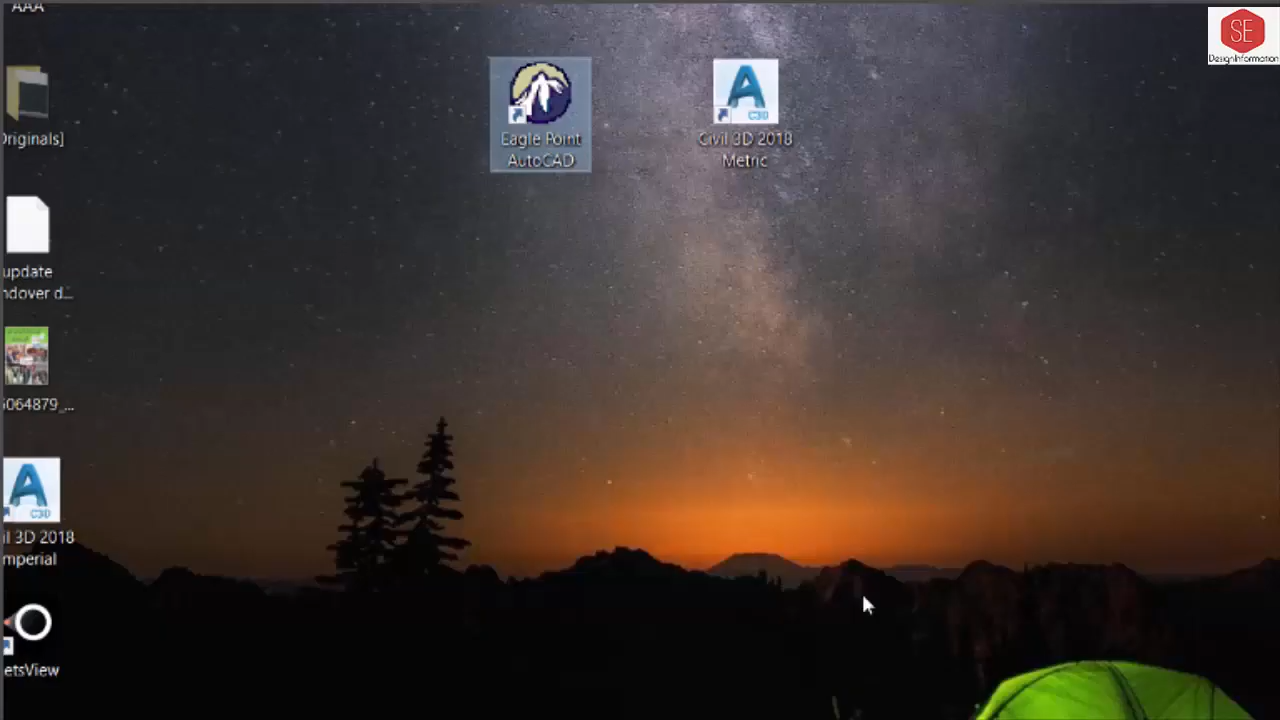 AAA
SE
DesignInformation
Eagle Point
AutoCAD
C3D
Civil 3D 2018
Metric
Originals]
update
ndover d...
5064879_...
C3D
il 3D 2018
mperial
etsView